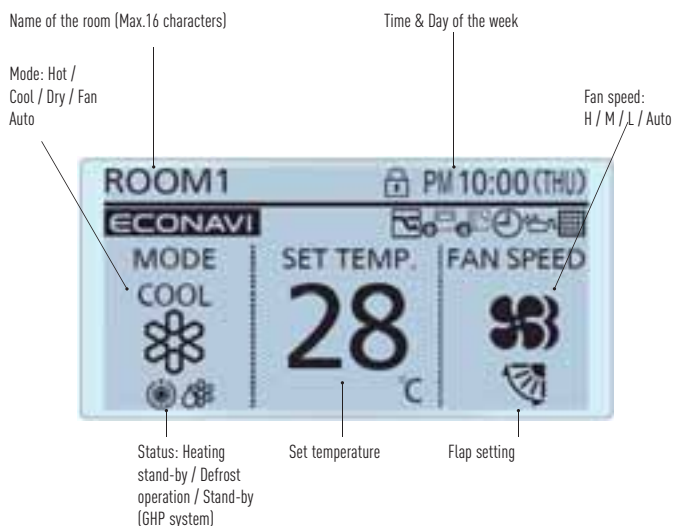 Name of the room (Max.16 characters)
Time & Day of the week
Mode: Hot /
Cool / Dry / Fan
Auto
Fan speed:
H / M / L / Auto
ROOM1 PM 10:00 (THU)
ECONAVI
MODE SET TEMP. FAN SPEED
COOL
28
°C
Status: Heating
stand-by / Defrost
operation / Stand-by
(GHP system)
Set temperature
Flap setting